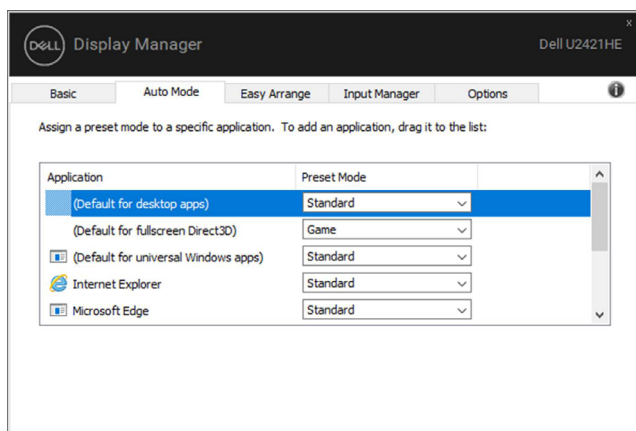 x
DELL Display Manager Dell U2421HE
Basic Auto Mode Easy Arrange Input Manager Options i
Assign a preset mode to a specific application. To add an application, drag it to the list:
Application Preset Mode
(Default for desktop apps) Standard
(Default for fullscreen Direct3D) Game
(Default for universal Windows apps) Standard
Internet Explorer Standard
Microsoft Edge Standard